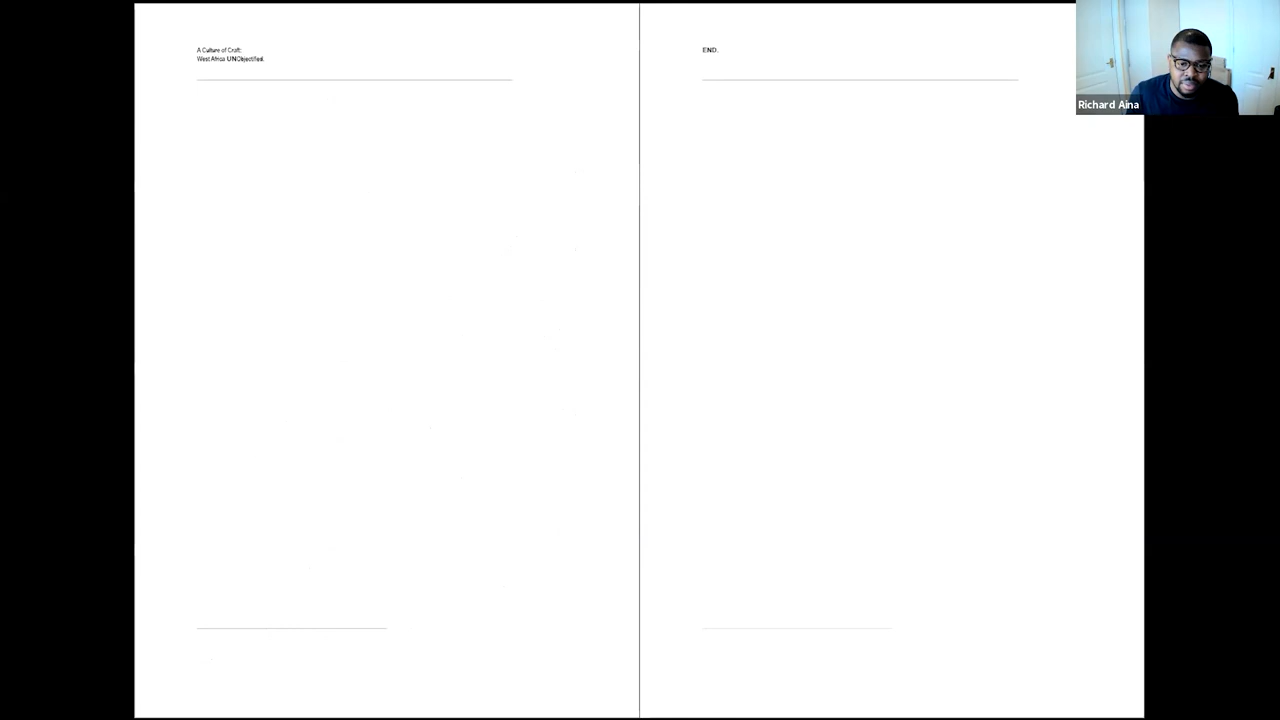 A Culture of Craft:
West Africa UNObjectified.
END.
Richard Aina